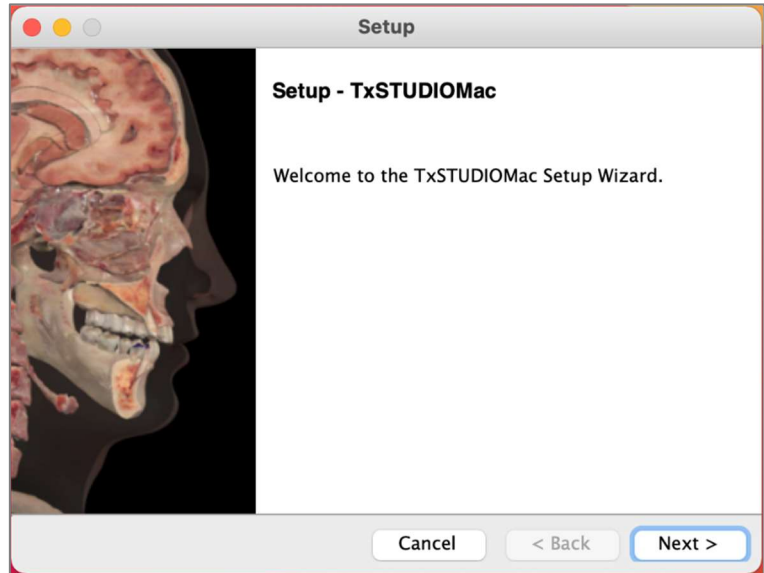 Setup
Setup - TxSTUDIOMac
Welcome to the TxSTUDIOMac Setup Wizard.
Cancel
< Back
Next >